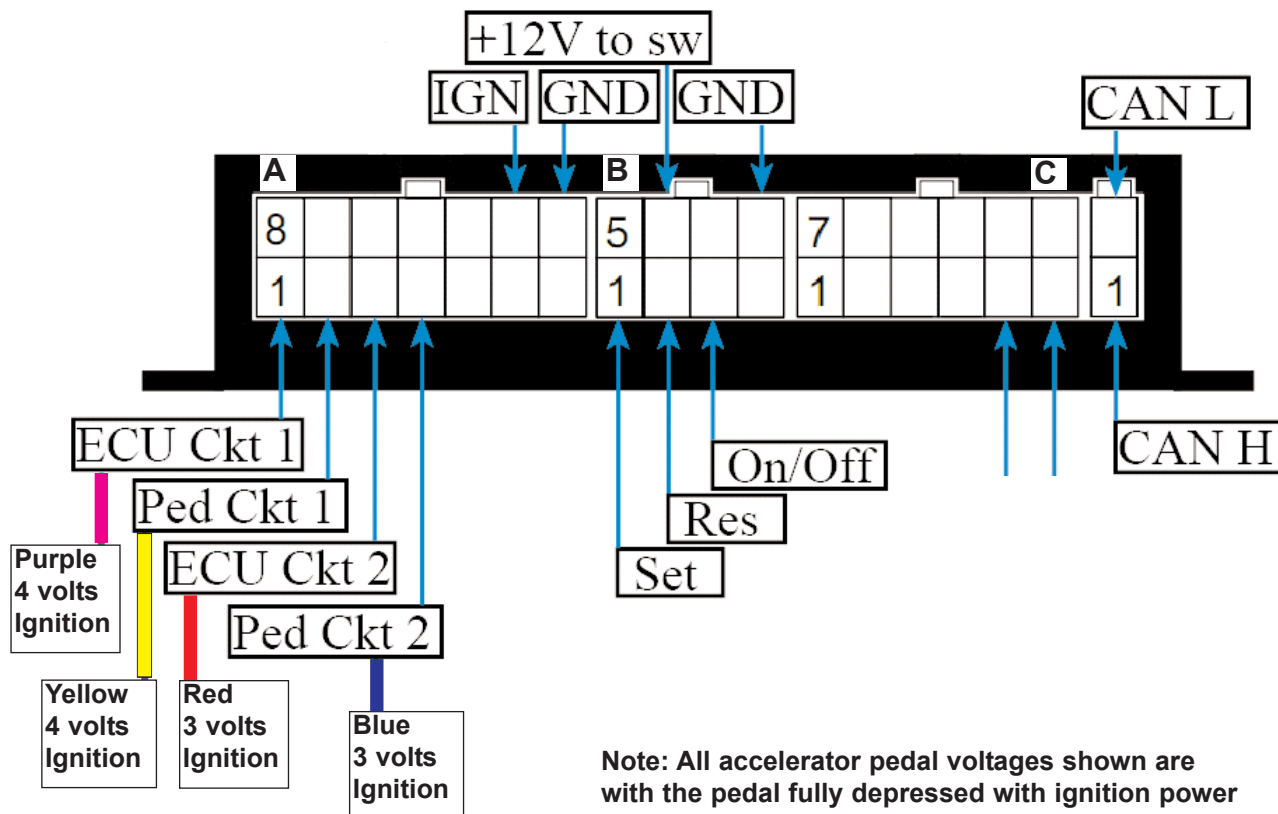 +12V to sw
IGN
GND
GND
CAN L
A
B
C
8
5
7
1
1
1
1
ECU Ckt 1
On/Off
CAN H
Ped Ckt 1
Res
Purple
4 volts
Ignition
ECU Ckt 2
Set
Ped Ckt 2
Yellow
4 volts
Ignition
Red
3 volts
Ignition
Blue
3 volts
Ignition
Note: All accelerator pedal voltages shown are
with the pedal fully depressed with ignition power